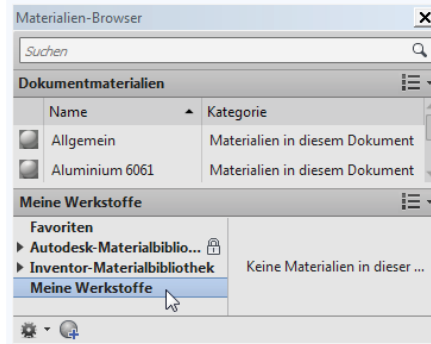 Materialien-Browser
Suchen
Dokumentmaterialien
Name Kategorie
Allgemein Materialien in diesem Dokument
Aluminium 6061 Materialien in diesem Dokument
Meine Werkstoffe
Favoriten
Autodesk-Materialbiblio...
Inventor-Materialbibliothek Keine Materialien in dieser ...
Meine Werkstoffe